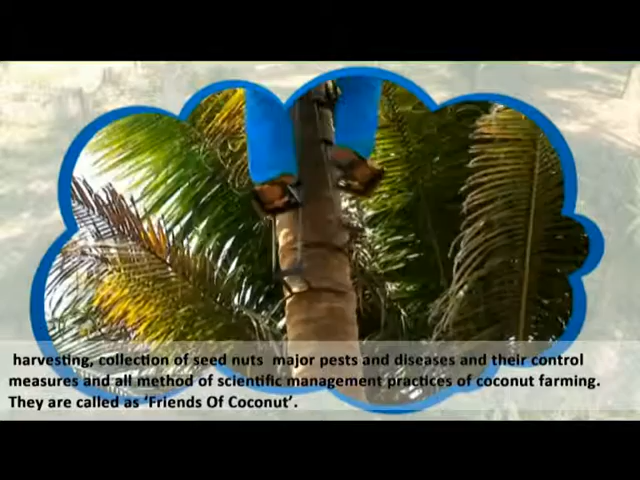 harvesting, collection of seed nuts major pests and diseases and their control
measures and all method of scientific management practices of coconut farming.
They are called as ‘Friends Of Coconut’.